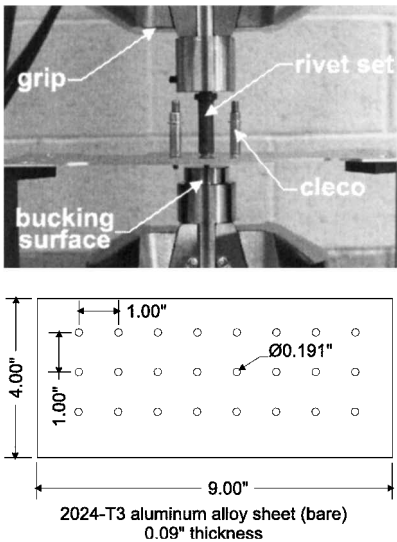 grip
rivet set
cleco
bucking
surface
1.00"
Ø0.191"
4.00"
1.00"
9.00"
2024-T3 aluminum alloy sheet (bare)
0.09" thickness